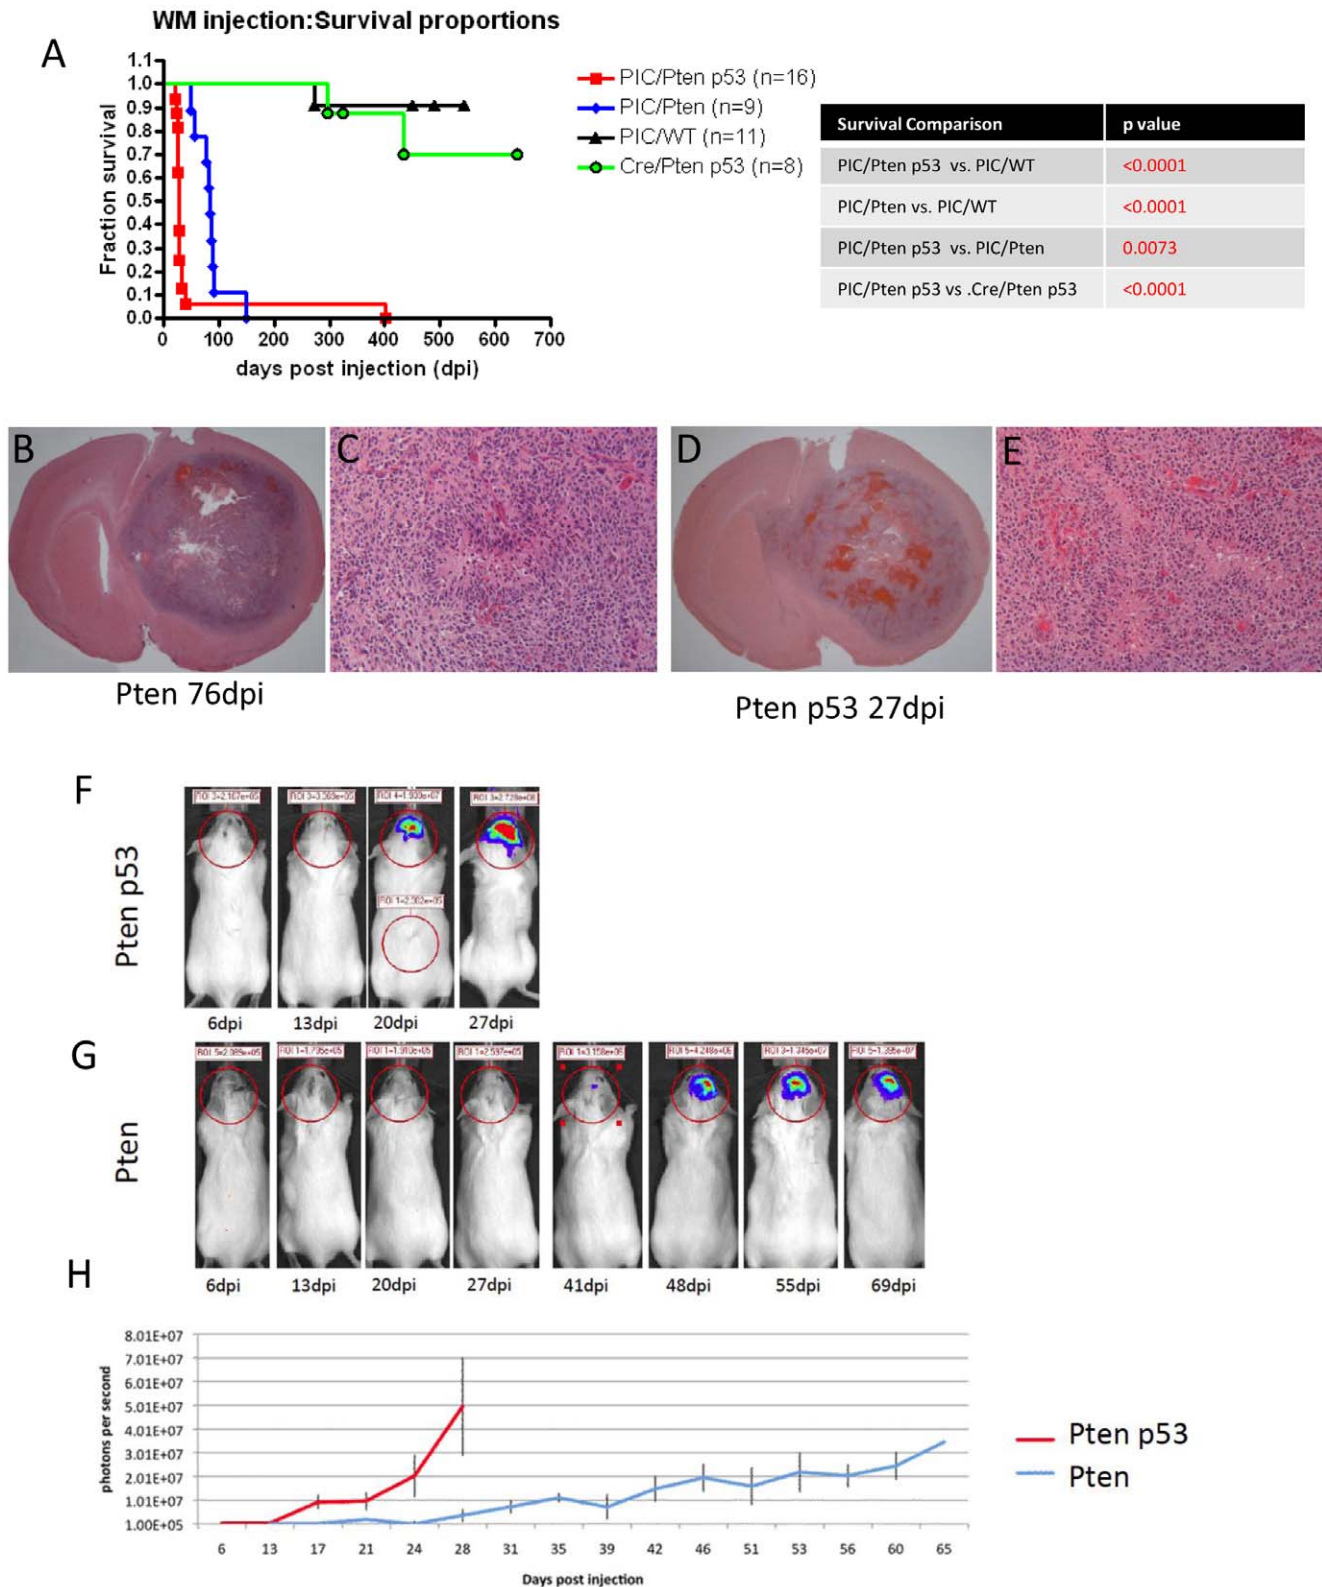 WM injection:Survival proportions
A
1.1
1.0
0.9
0.8
0.7
0.6
0.5
0.4
0.3
0.2
0.1
0.0
Fraction survival
0 100 200 300 400 500 600 700
days post injection (dpi)
PIC/Pten p53 (n=16)
PIC/Pten (n=9)
PIC/WT (n=11)
Cre/Pten p53 (n=8)
Survival Comparison p value
PIC/Pten p53 vs. PIC/WT <0.0001
PIC/Pten vs. PIC/WT <0.0001
PIC/Pten p53 vs. PIC/Pten 0.0073
PIC/Pten p53 vs .Cre/Pten p53 <0.0001
B C D E
Pten 76dpi
Pten p53 27dpi
F
Pten p53
6dpi 13dpi 20dpi 27dpi
G
Pten
6dpi 13dpi 20dpi 27dpi 41dpi 48dpi 55dpi 69dpi
H
photons per second
8.01E+07
7.01E+07
6.01E+07
5.01E+07
4.01E+07
3.01E+07
2.01E+07
1.01E+07
1.00E+05
6 13 17 21 24 28 31 35 39 42 46 51 53 56 60 65
Days post injection
Pten p53
Pten